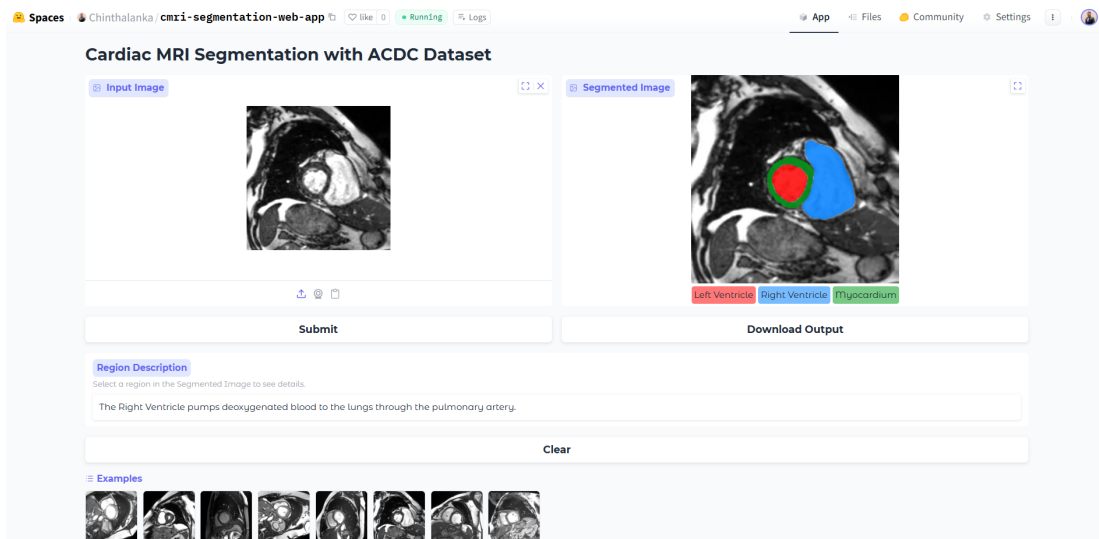 Spaces Chinthalanka / cmri-segmentation-web-app like 0 Running Logs App Files Community Settings
Cardiac MRI Segmentation with ACDC Dataset
Input Image
Segmented Image
Left Ventricle Right Ventricle Myocardium
Submit
Download Output
Region Description
Select a region in the Segmented Image to see details.
The Right Ventricle pumps deoxygenated blood to the lungs through the pulmonary artery.
Clear
Examples